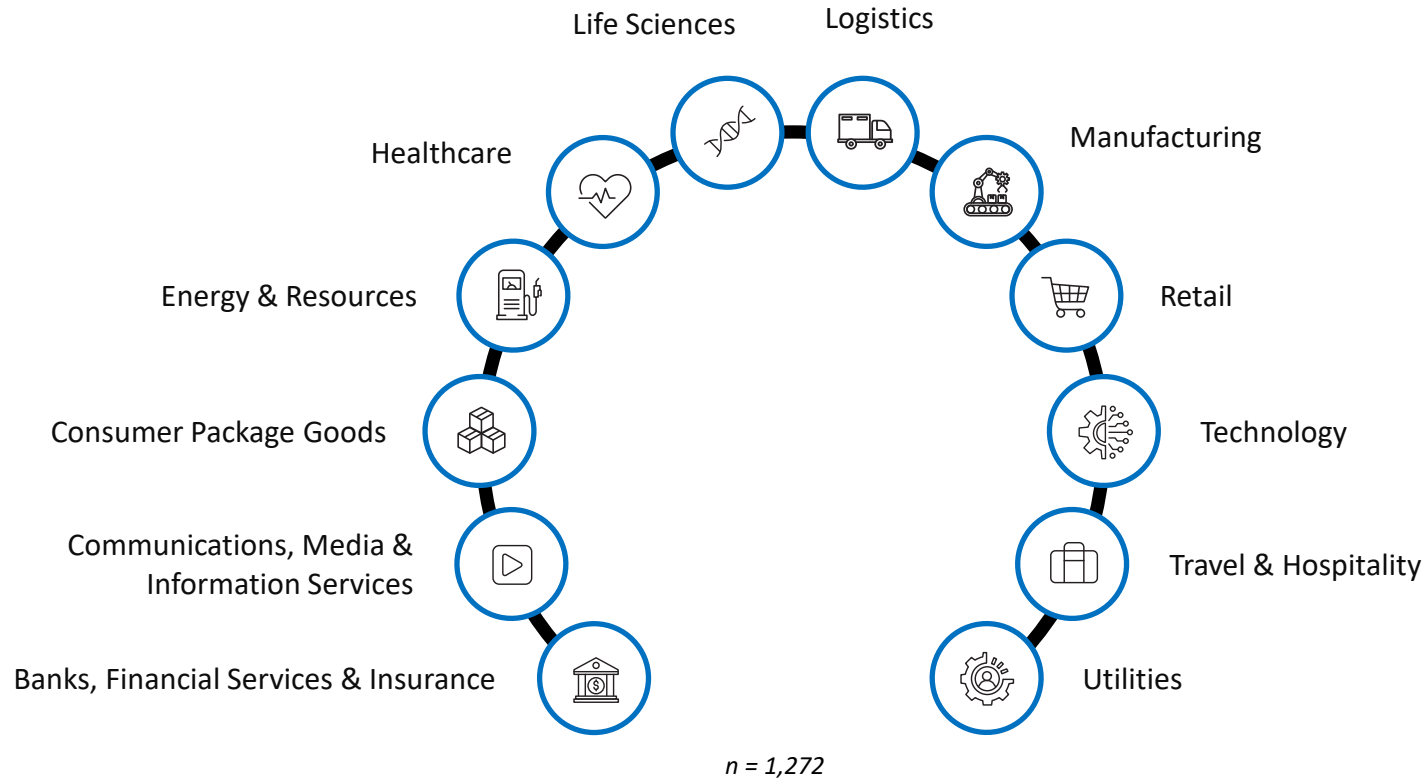 Life Sciences
Logistics
Healthcare
Manufacturing
Energy & Resources
Retail
Consumer Package Goods
Technology
Communications, Media &
Information Services
Travel & Hospitality
Banks, Financial Services & Insurance
$
Utilities
n = 1,272